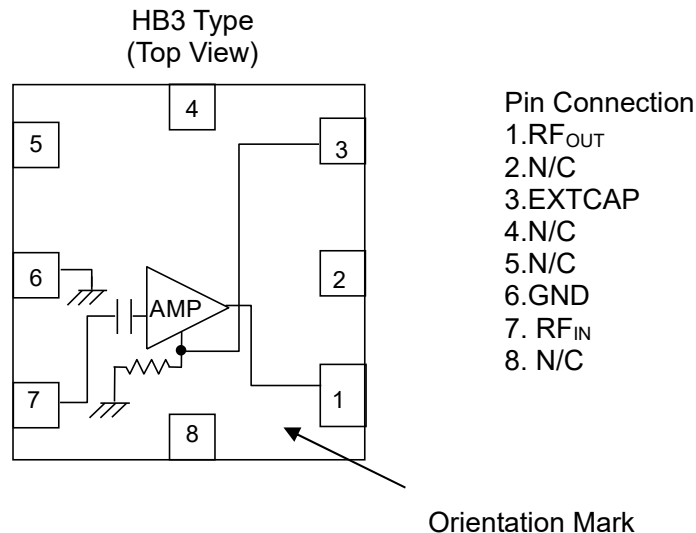 HB3 Type
(Top View)
4
5
3
6
2
AMP
7
1
8
Pin Connection
1.RFOUT
2.N/C
3.EXTCAP
4.N/C
5.N/C
6.GND
7. RFIN
8. N/C
Orientation Mark